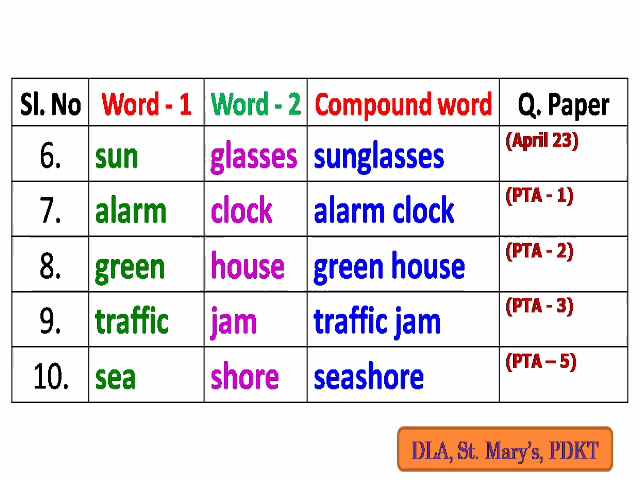 Sl. No Word - 1 Word - 2 Compound word Q. Paper
6. sun glasses sunglasses (April 23)
7. alarm clock alarm clock (PTA - 1)
8. green house green house (PTA - 2)
9. traffic jam traffic jam (PTA - 3)
10. sea shore seashore (PTA – 5)
DLA, St. Mary's, PDKT